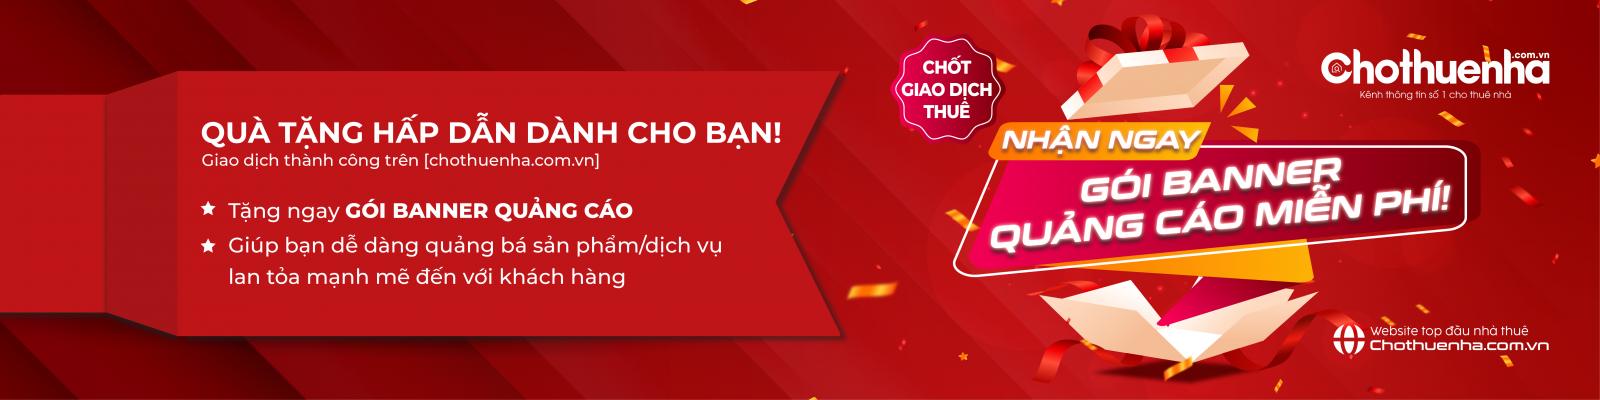 QUÀ TẶNG HẤP DẪN DÀNH CHO BẠN!
Giao dịch thành công trên [chothuenha.com.vn]
Tặng ngay GÓI BANNER QUẢNG CÁO
Giúp bạn dễ dàng quảng bá sản phẩm/dịch vụ
lan tỏa mạnh mẽ đến với khách hàng
CHỐT
GIAO DỊCH
THUÊ
NHẬN NGAY
GÓI BANNER
QUẢNG CÁO MIỄN PHÍ!
.com.vn
Chothuenha
Kênh thông tin số 1 cho thuê nhà
Website top đầu nhà thuê
Chothuenha.com.vn